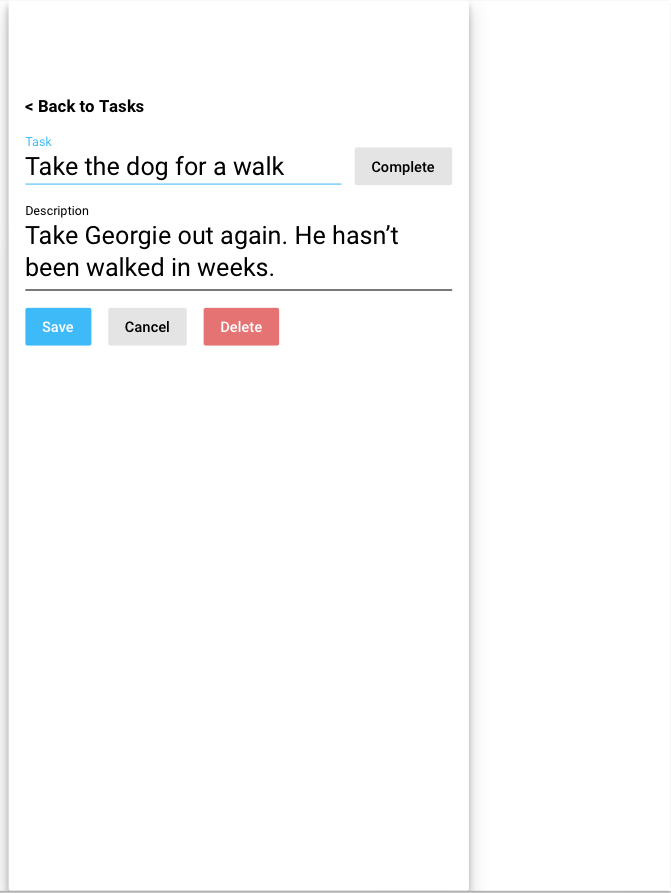 < Back to Tasks
Task
Take the dog for a walk
Complete
Description
Take Georgie out again. He hasn’t
been walked in weeks.
Save
Cancel
Delete